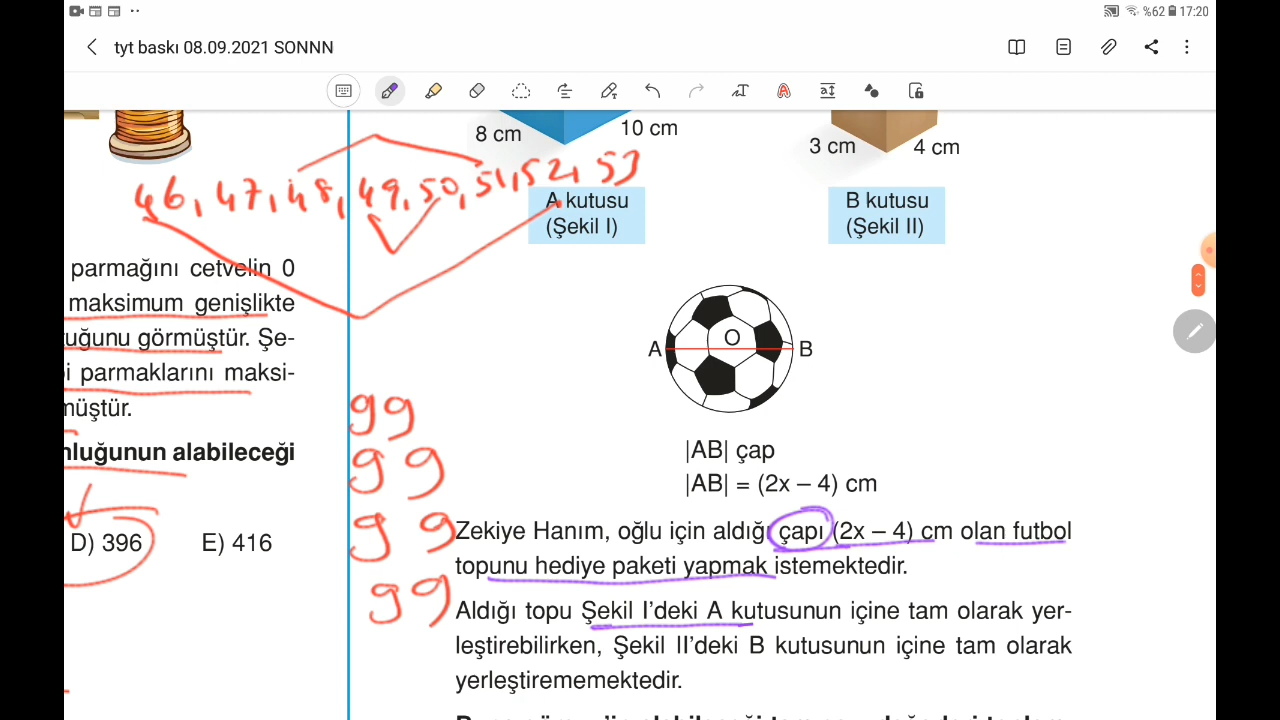 %62 17:20
tyt baskı 08.09.2021 SONNN
8 cm
10 cm
3 cm
4 cm
46, 47, 48, 49, 50, 51, 52, 53
A kutusu
(Şekil I)
B kutusu
(Şekil II)
parmağını cetvelin 0
maksimum genişlikte
uğunu görmüştür. Şe-
i parmaklarını maksi-
müştür.
nluğunun alabileceği
D) 396
E) 416
99
99
99
99
A
O
B
|AB| çap
|AB| = (2x – 4) cm
Zekiye Hanım, oğlu için aldığı çapı (2x – 4) cm olan futbol
topunu hediye paketi yapmak istemektedir.
Aldığı topu Şekil I'deki A kutusunun içine tam olarak yer-
leştirebilirken, Şekil II'deki B kutusunun içine tam olarak
yerleştirememektedir.